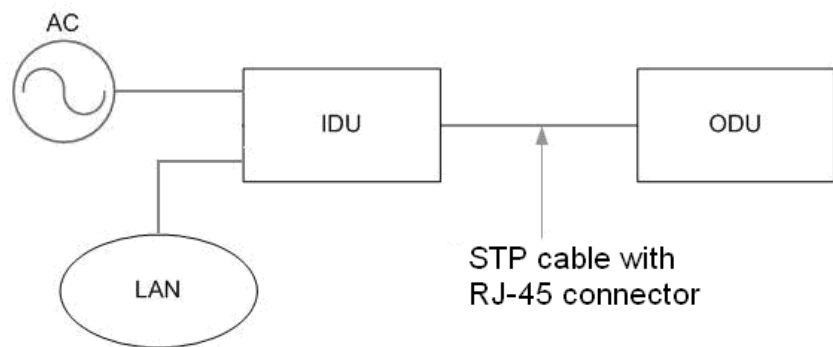 AC
IDU
ODU
LAN
STP cable with
RJ-45 connector